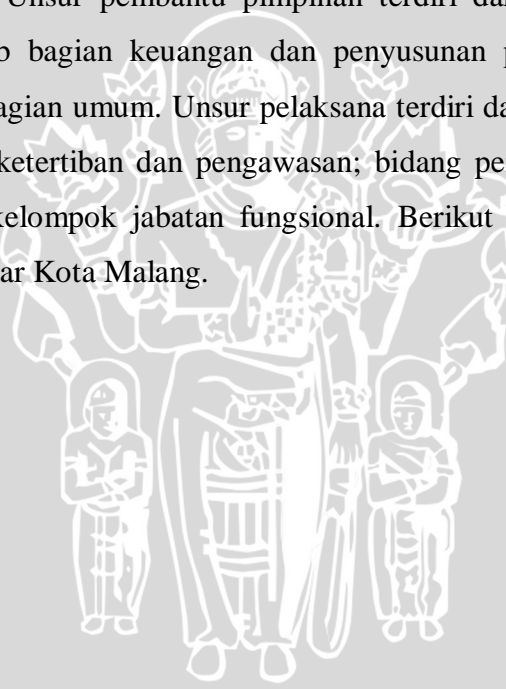 Unsur pembantu pimpinan terdiri da
b bagian keuangan dan penyusunan p
agian umum. Unsur pelaksana terdiri da
ketertiban dan pengawasan; bidang pe
kelompok jabatan fungsional. Berikut
ar Kota Malang.